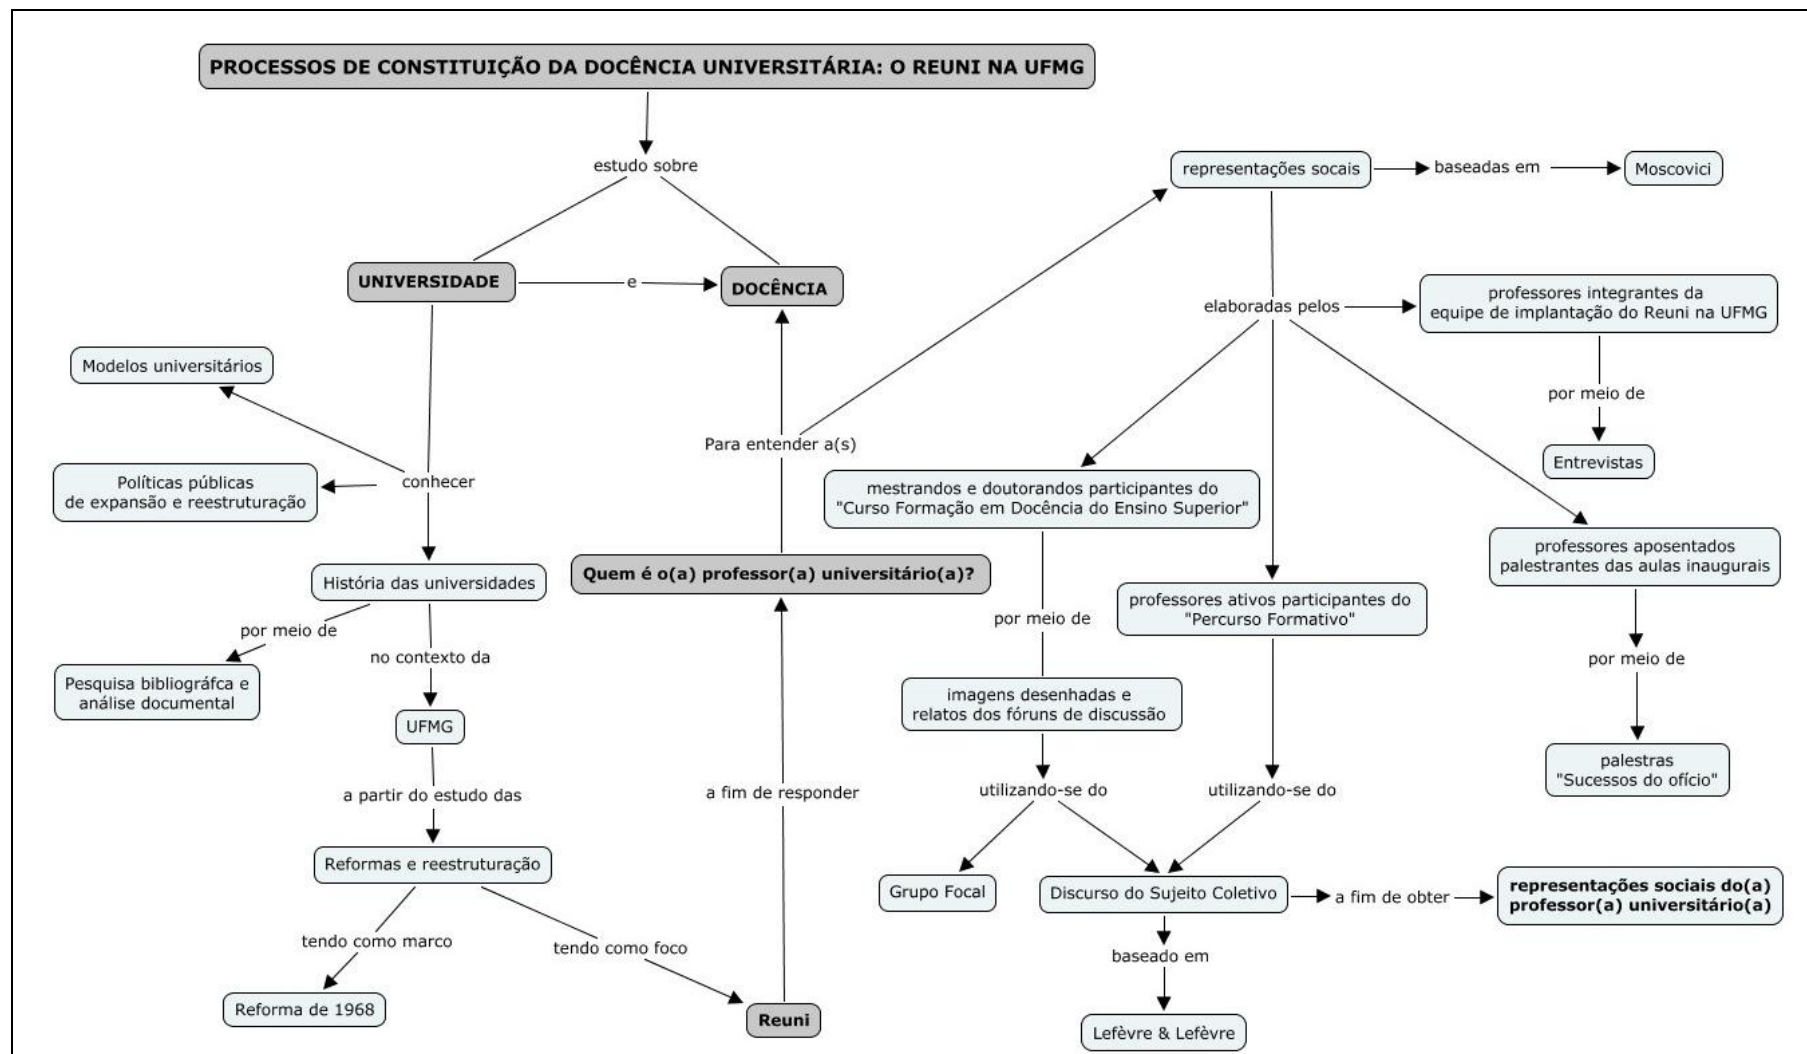 PROCESSOS DE CONSTITUIÇÃO DA DOCÊNCIA UNIVERSITÁRIA: O REUNI NA UFMG
estudo sobre
UNIVERSIDADE
e
DOCÊNCIA
Modelos universitários
Políticas públicas
de expansão e reestruturação
conhecer
História das universidades
por meio de
Pesquisa bibliográfca e
análise documental
no contexto da
UFMG
a partir do estudo das
Reformas e reestruturação
tendo como marco
Reforma de 1968
tendo como foco
Reuni
a fim de responder
Quem é o(a) professor(a) universitário(a)?
Para entender a(s)
representações socais
baseadas em
Moscovici
elaboradas pelos
professores integrantes da
equipe de implantação do Reuni na UFMG
por meio de
Entrevistas
mestrandos e doutorandos participantes do
"Curso Formação em Docência do Ensino Superior"
por meio de
imagens desenhadas e
relatos dos fóruns de discussão
utilizando-se do
Grupo Focal
professores ativos participantes do
"Percurso Formativo"
utilizando-se do
Discurso do Sujeito Coletivo
baseado em
Lefèvre & Lefèvre
a fim de obter
representações sociais do(a)
professor(a) universitário(a)
professores aposentados
palestrantes das aulas inaugurais
por meio de
palestras
"Sucessos do ofício"